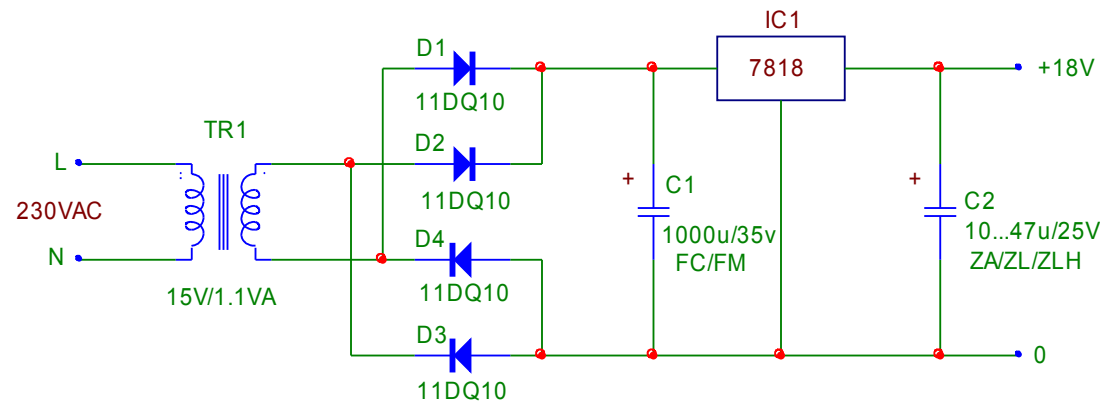 IC1
D1
7818
+18V
11DQ10
TR1
D2
L
11DQ10
+
C1
+
C2
230VAC
1000u/35v
10...47u/25V
D4
N
FC/FM
ZA/ZL/ZLH
11DQ10
15V/1.1VA
D3
0
11DQ10